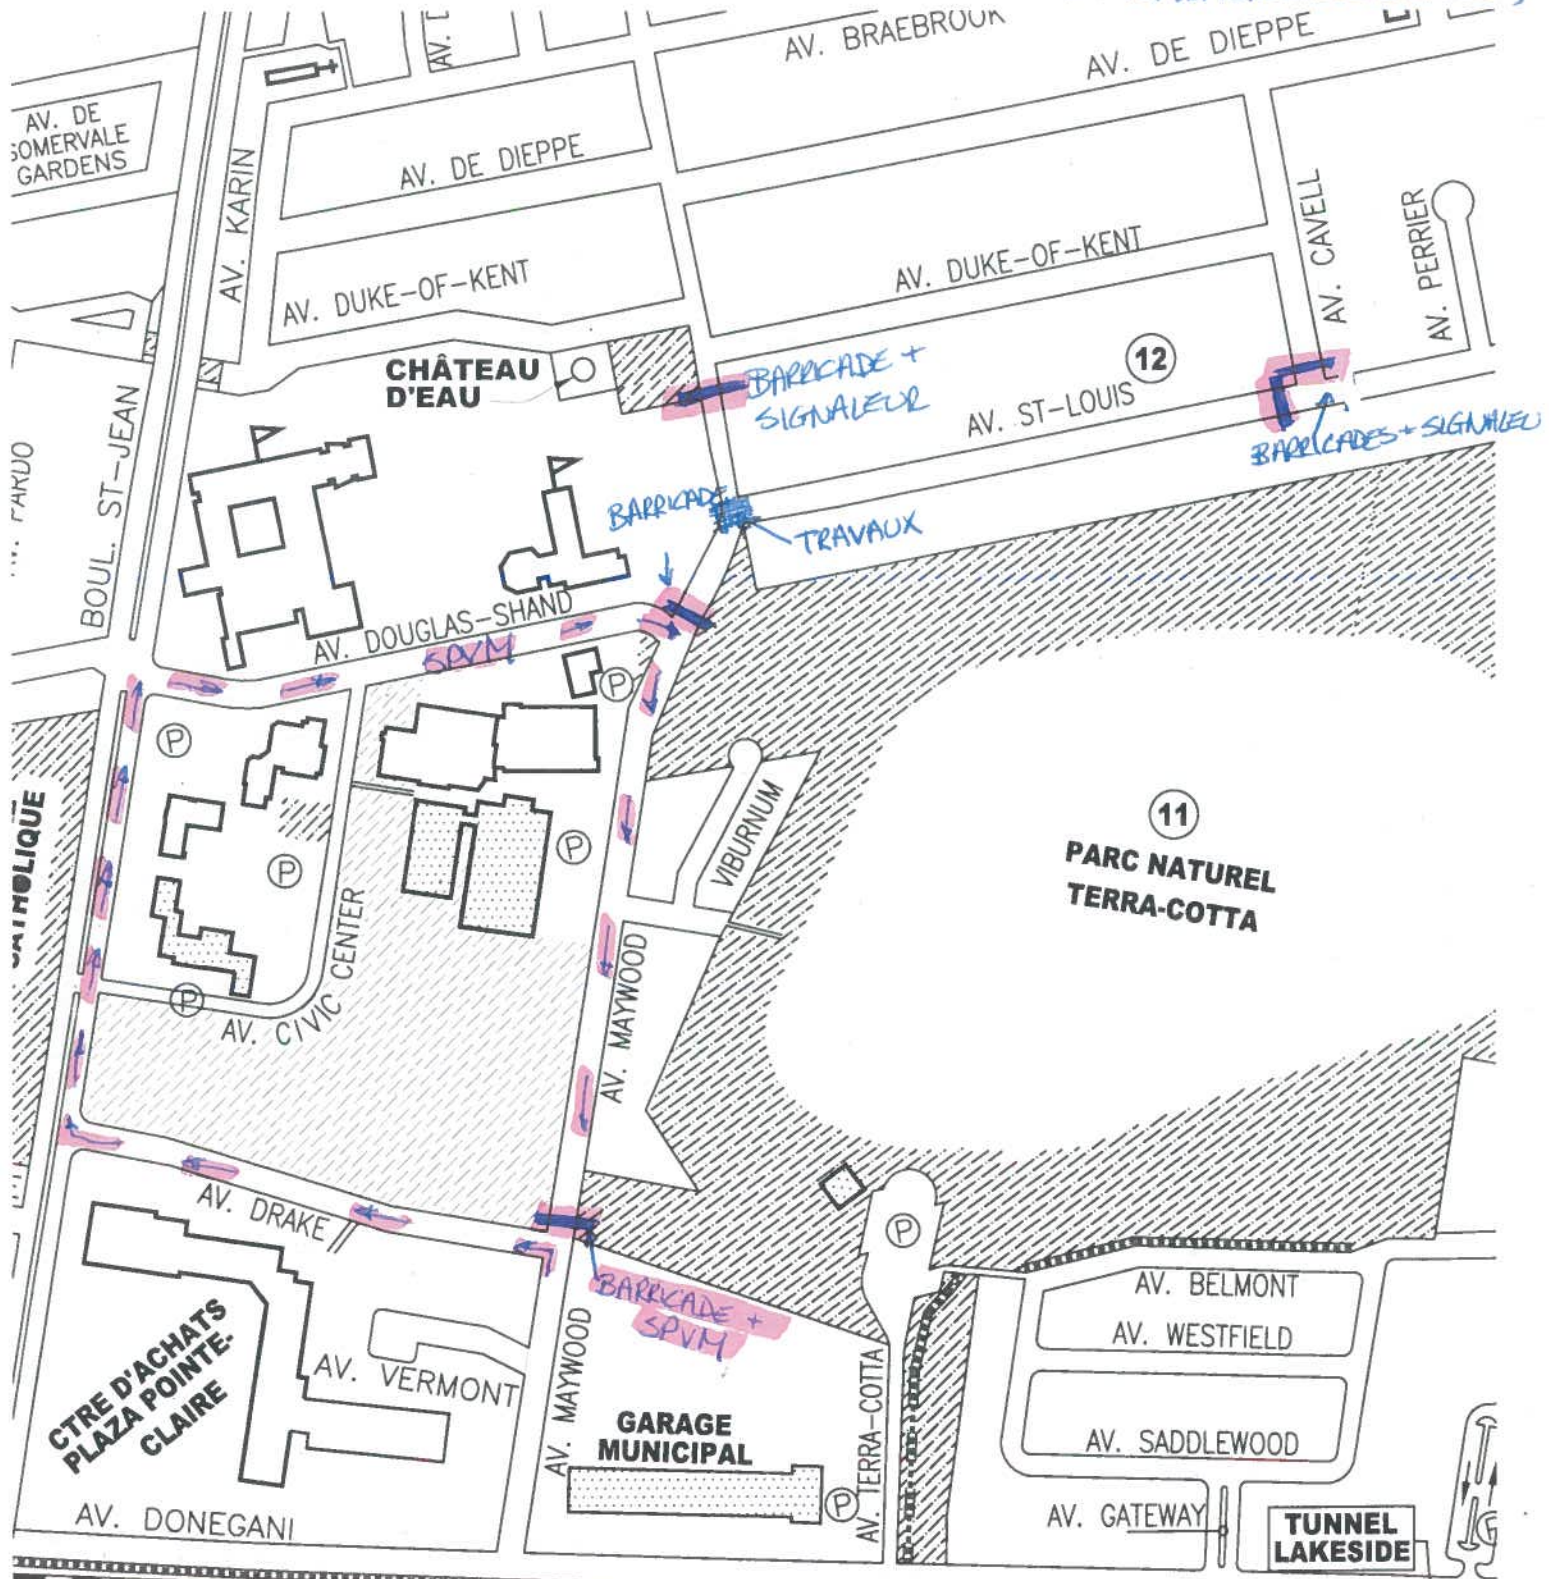 AV. BRAEBROOK
AV. DE DIEPPE
AV. DE
SOMERVALE
GARDENS
AV. KARIN
AV. DE DIEPPE
AV. CAVELL
AV. PERRIER
AV. DUKE-OF-KENT
AV. DUKE-OF-KENT
CHÂTEAU
D'EAU
BARRICADE +
SIGNALEUR
12
AV. ST-LOUIS
BARRICADES + SIGNALEU
BOUL. ST-JEAN
PARDO
BARRICADE
TRAVAUX
AV. DOUGLAS-SHAND
SPVM
P
P
VIBURNUM
11
PARC NATUREL
TERRA-COTTA
P
P
CATHOLIQUE
AV. CIVIC CENTER
P
AV. MAYWOOD
AV. DRAKE
P
BARRICADE +
SPVM
AV. BELMONT
AV. WESTFIELD
CTRE D'ACHATS
PLAZA POINTE-
CLAIRE
AV. VERMONT
AV. MAYWOOD
GARAGE
MUNICIPAL
P
AV. TERRA-COTTA
AV. SADDLEWOOD
AV. DONEGANI
AV. GATEWAY
TUNNEL
LAKESIDE